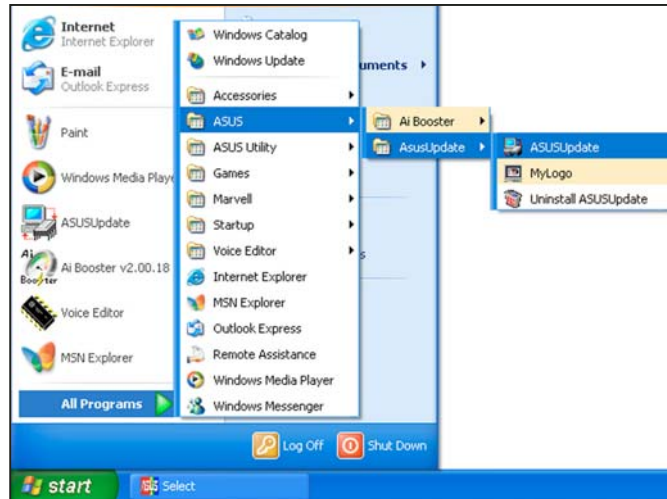 Internet
Internet Explorer
E-mail
Outlook Express
Paint
Windows Media Playe
ASUSUpdate
Ai Booster
Ai Booster v2.00.18
Voice Editor
MSN Explorer
All Programs
Windows Catalog
Windows Update
Accessories
ASUS
ASUS Utility
Games
Marvell
Startup
Voice Editor
Internet Explorer
MSN Explorer
Outlook Express
Remote Assistance
Windows Media Player
Windows Messenger
uments
s
Ai Booster
AsusUpdate
ASUSUpdate
MyLogo
Uninstall ASUSUpdate
Log Off
Shut Down
start
Select